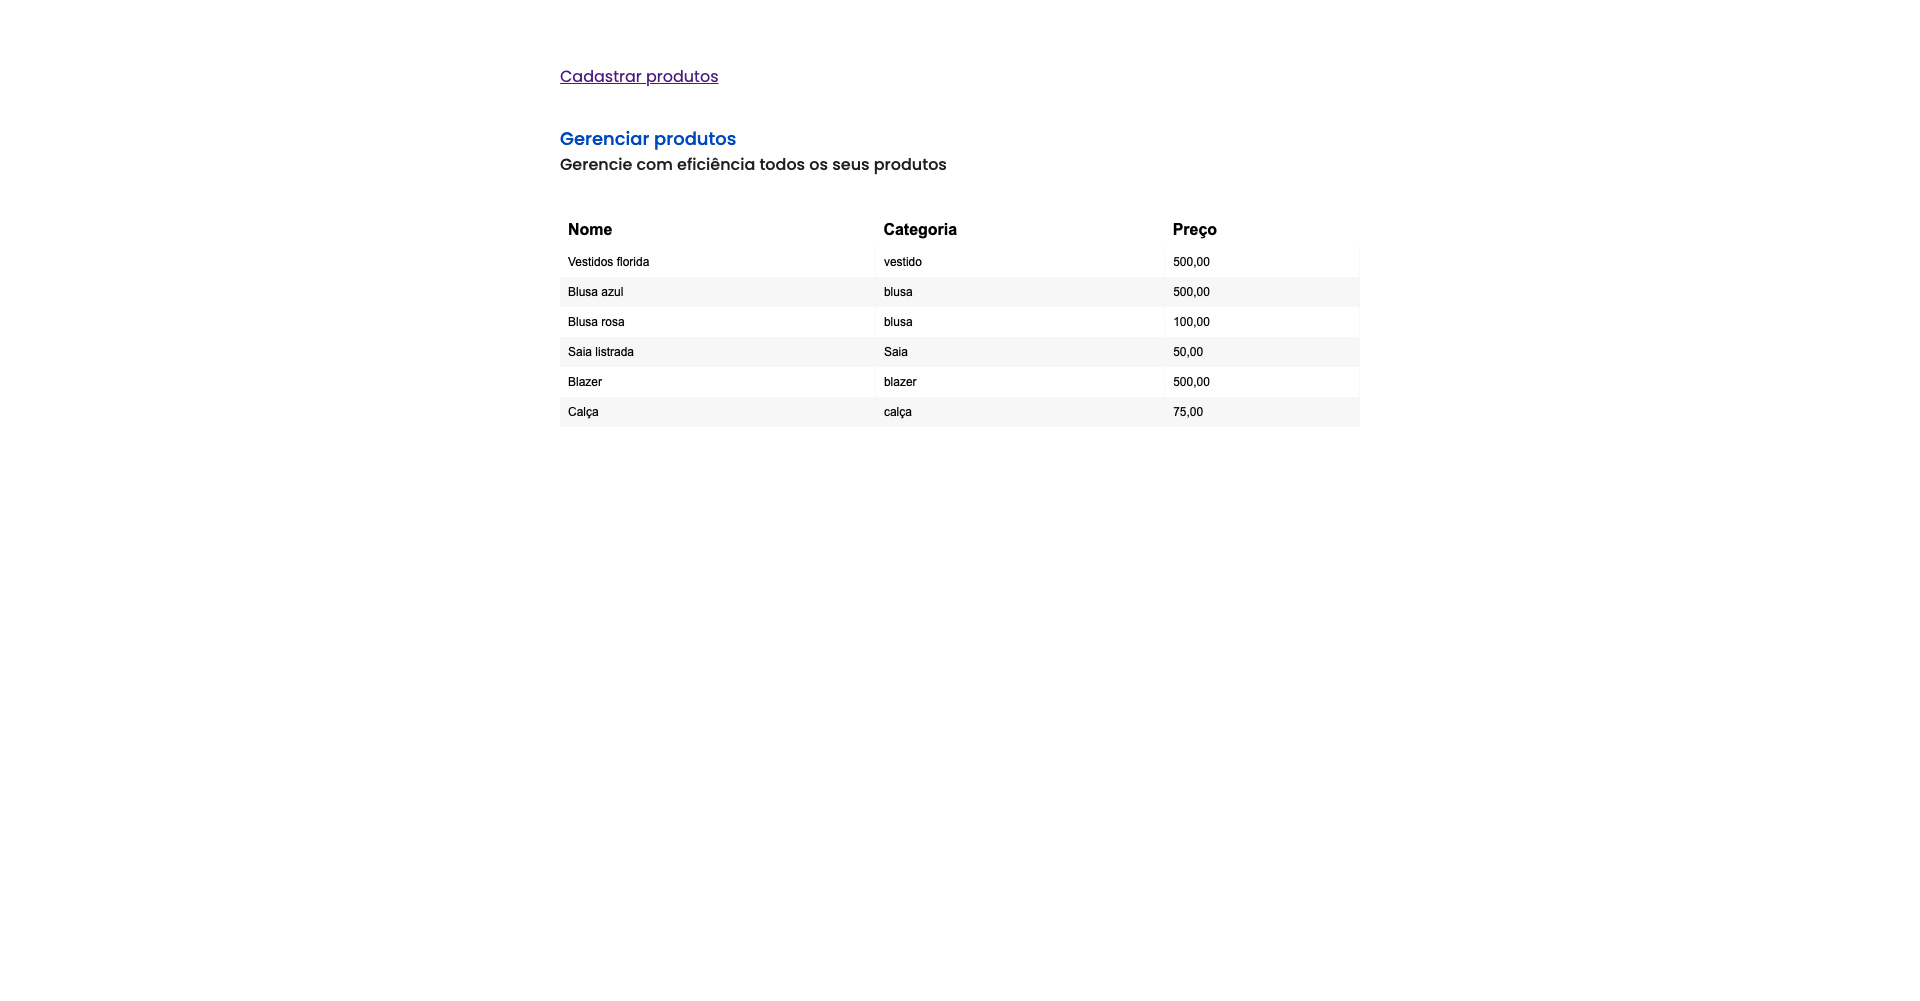 Cadastrar produtos
Gerenciar produtos
Gerencie com eficiência todos os seus produtos
Nome Categoria Preço
Vestidos florida vestido 500,00
Blusa azul blusa 500,00
Blusa rosa blusa 100,00
Saia listrada Saia 50,00
Blazer blazer 500,00
Calça calça 75,00